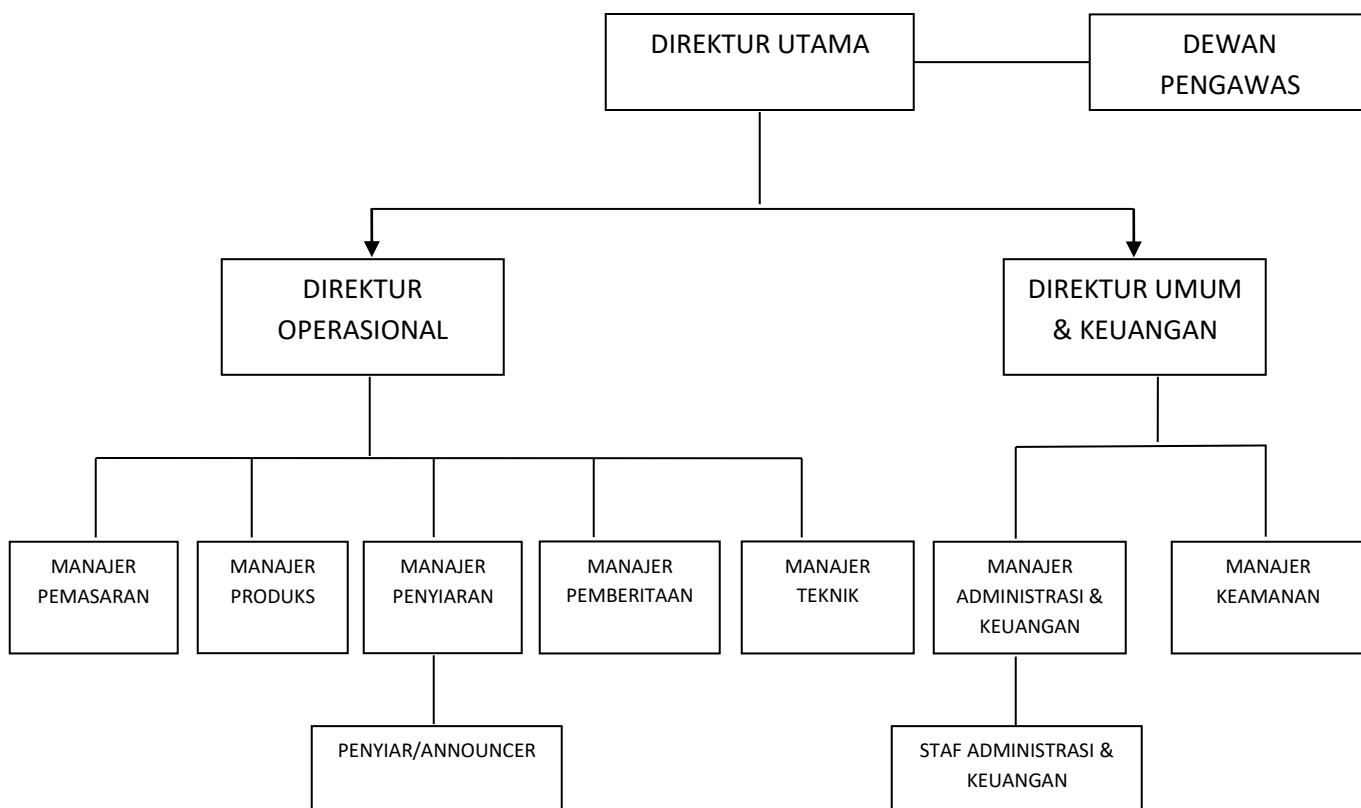 DIREKTUR UTAMA
DEWAN
PENGAWAS
DIREKTUR
OPERASIONAL
DIREKTUR UMUM
& KEUANGAN
MANAJER
PEMASARAN
MANAJER
PRODUKS
MANAJER
PENYIARAN
MANAJER
PEMBERITAAN
MANAJER
TEKNIK
MANAJER
ADMINISTRASI &
KEUANGAN
MANAJER
KEAMANAN
PENYIAR/ANNOUNCER
STAF ADMINISTRASI &
KEUANGAN